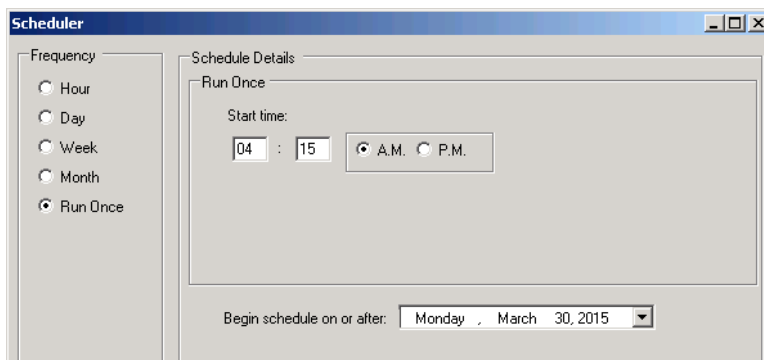 Scheduler
Frequency
Hour
Day
Week
Month
Run Once
Schedule Details
Run Once
Start time:
04 : 15 A.M. P.M.
Begin schedule on or after: Monday , March 30, 2015